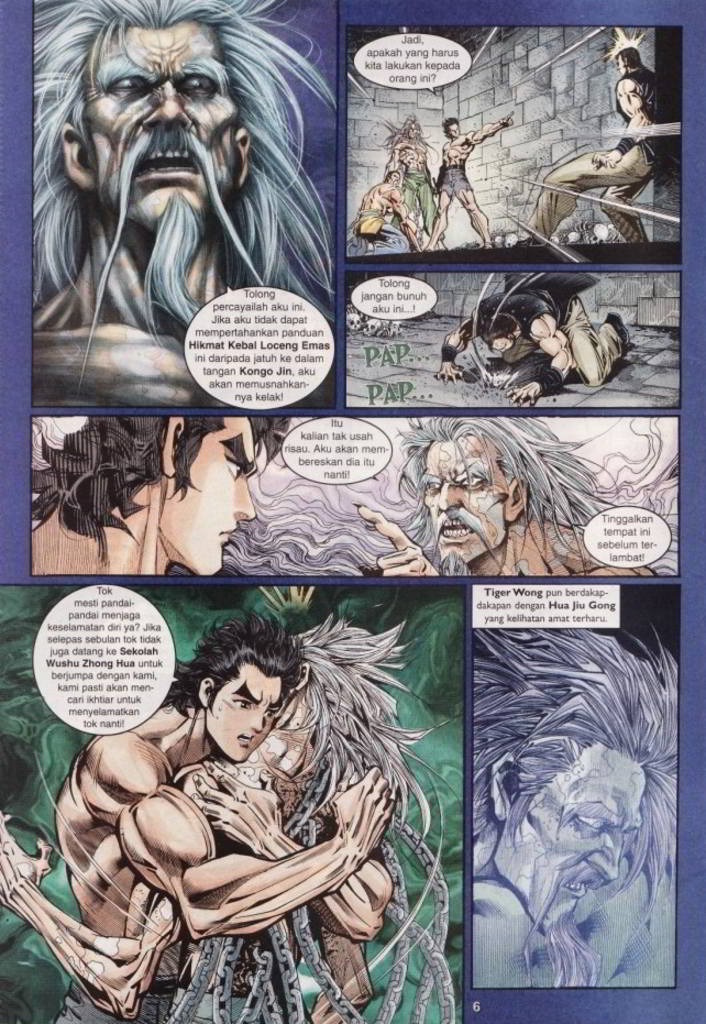 Tolong
percayailah aku ini.
Jika aku tidak dapat
mempertahankan panduan
Hikmat Kebal Loceng Emas
ini daripada jatuh ke dalam
tangan Kongo Jin, aku
akan memusnahkan-
nya kelak!
Jadi,
apakah yang harus
kita lakukan kepada
orang ini?
Tolong
jangan bunuh
aku ini...!
PAP...
PAP...
Itu
kalian tak usah
risau. Aku akan mem-
bereskan dia itu
nanti!
Tinggalkan
tempat ini
sebelum ter-
lambat!
Tok
mesti pandai-
pandai menjaga
keselamatan diri ya? Jika
selepas sebulan tok tidak
juga datang ke Sekolah
Wushu Zhong Hua untuk
berjumpa dengan kami,
kami pasti akan men-
cari ikhtiar untuk
menyelamatkan
tok nanti!
Tiger Wong pun berdakap-
dakapan dengan Hua Jiu Gong
yang kelihatan amat terharu.
6